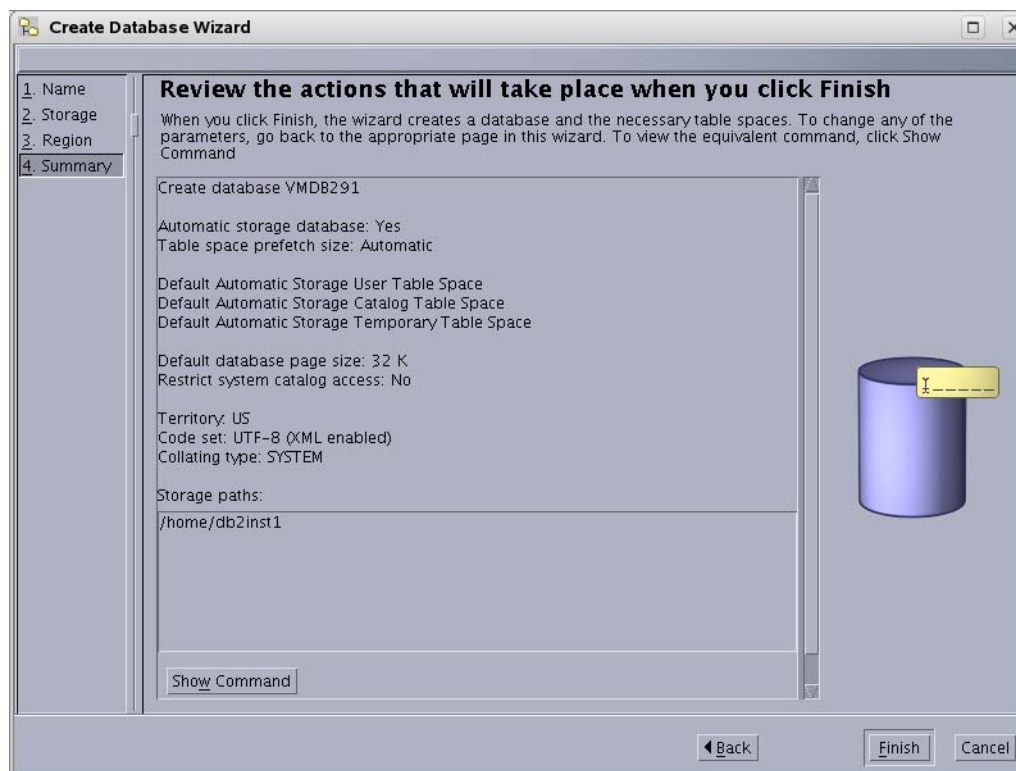 Create Database Wizard
1. Name
2. Storage
3. Region
4. Summary
Review the actions that will take place when you click Finish
When you click Finish, the wizard creates a database and the necessary table spaces. To change any of the
parameters, go back to the appropriate page in this wizard. To view the equivalent command, click Show
Command
Create database VMDB291
Automatic storage database: Yes
Table space prefetch size: Automatic
Default Automatic Storage User Table Space
Default Automatic Storage Catalog Table Space
Default Automatic Storage Temporary Table Space
Default database page size: 32 K
Restrict system catalog access: No
Territory: US
Code set: UTF-8 (XML enabled)
Collating type: SYSTEM
Storage paths:
/home/db2inst1
Show Command
Back
Finish
Cancel